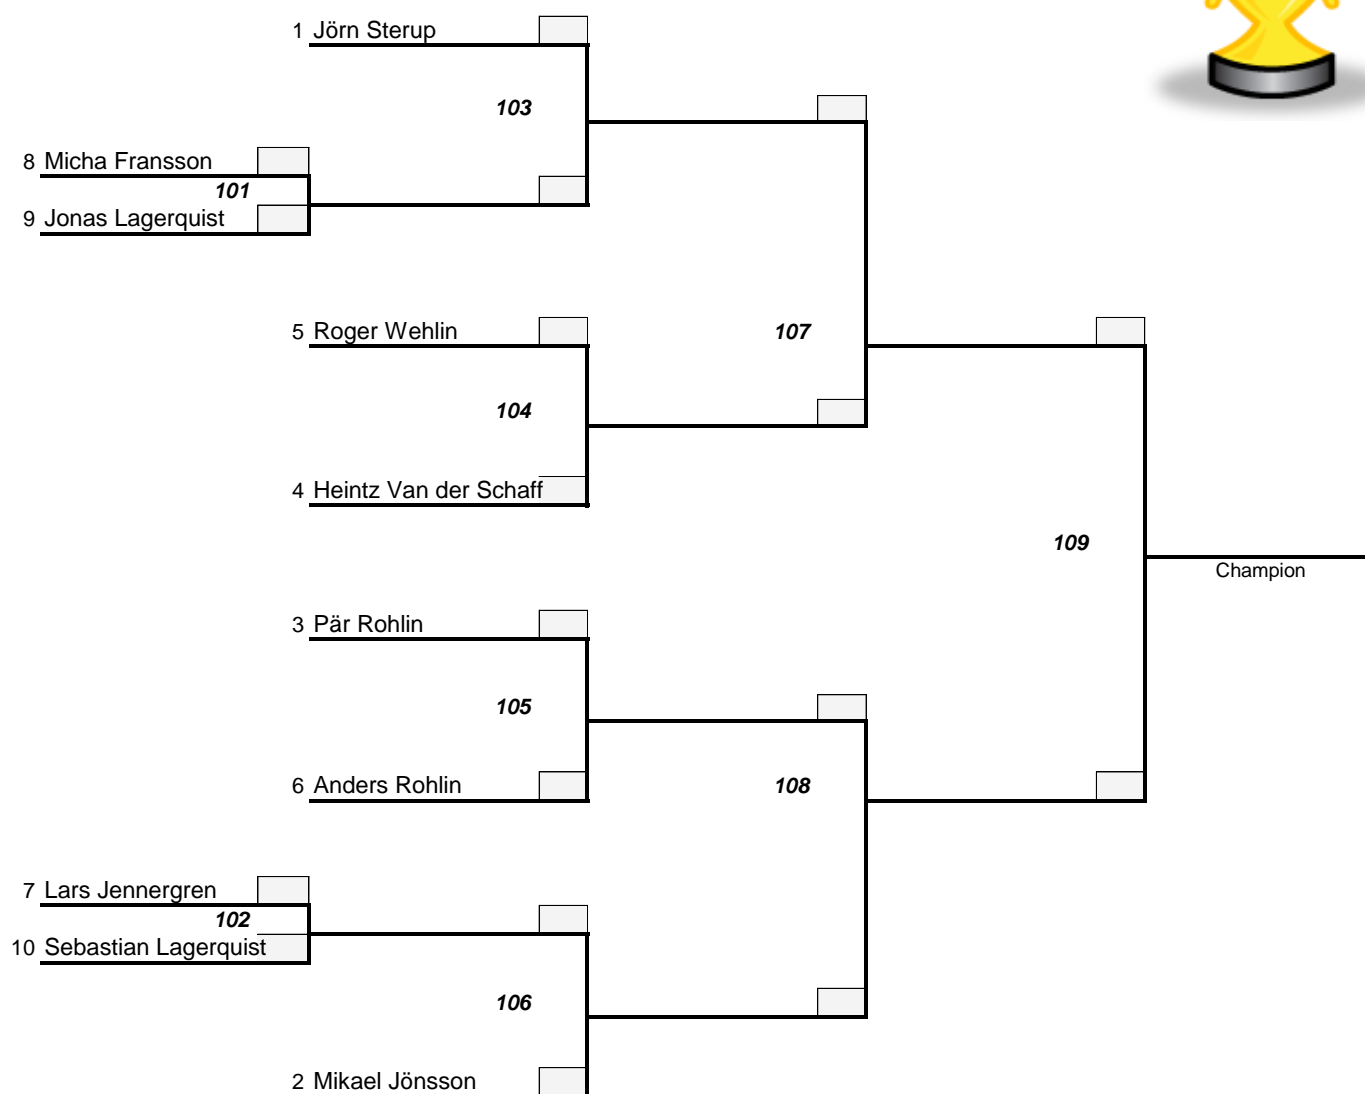 1 Jörn Sterup
103
8 Micha Fransson
101
9 Jonas Lagerquist
5 Roger Wehlin
107
104
4 Heintz Van der Schaff
109
Champion
3 Pär Rohlin
105
6 Anders Rohlin
108
7 Lars Jennergren
102
10 Sebastian Lagerquist
106
2 Mikael Jönsson